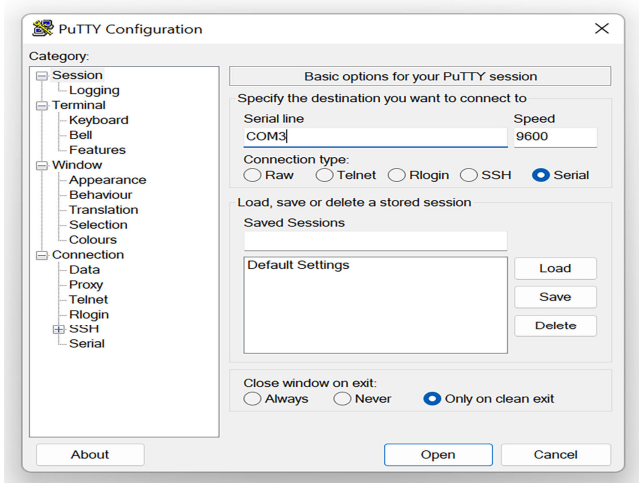 PuTTY Configuration
Category:
Session
Logging
Terminal
Keyboard
Bell
Features
Window
Appearance
Behaviour
Translation
Selection
Colours
Connection
Data
Proxy
Telnet
Rlogin
SSH
Serial
Basic options for your PuTTY session
Specify the destination you want to connect to
Serial line Speed
COM3 9600
Connection type:
Raw Telnet Rlogin SSH Serial
Load, save or delete a stored session
Saved Sessions
Default Settings
Load
Save
Delete
Close window on exit:
Always Never Only on clean exit
About Open Cancel